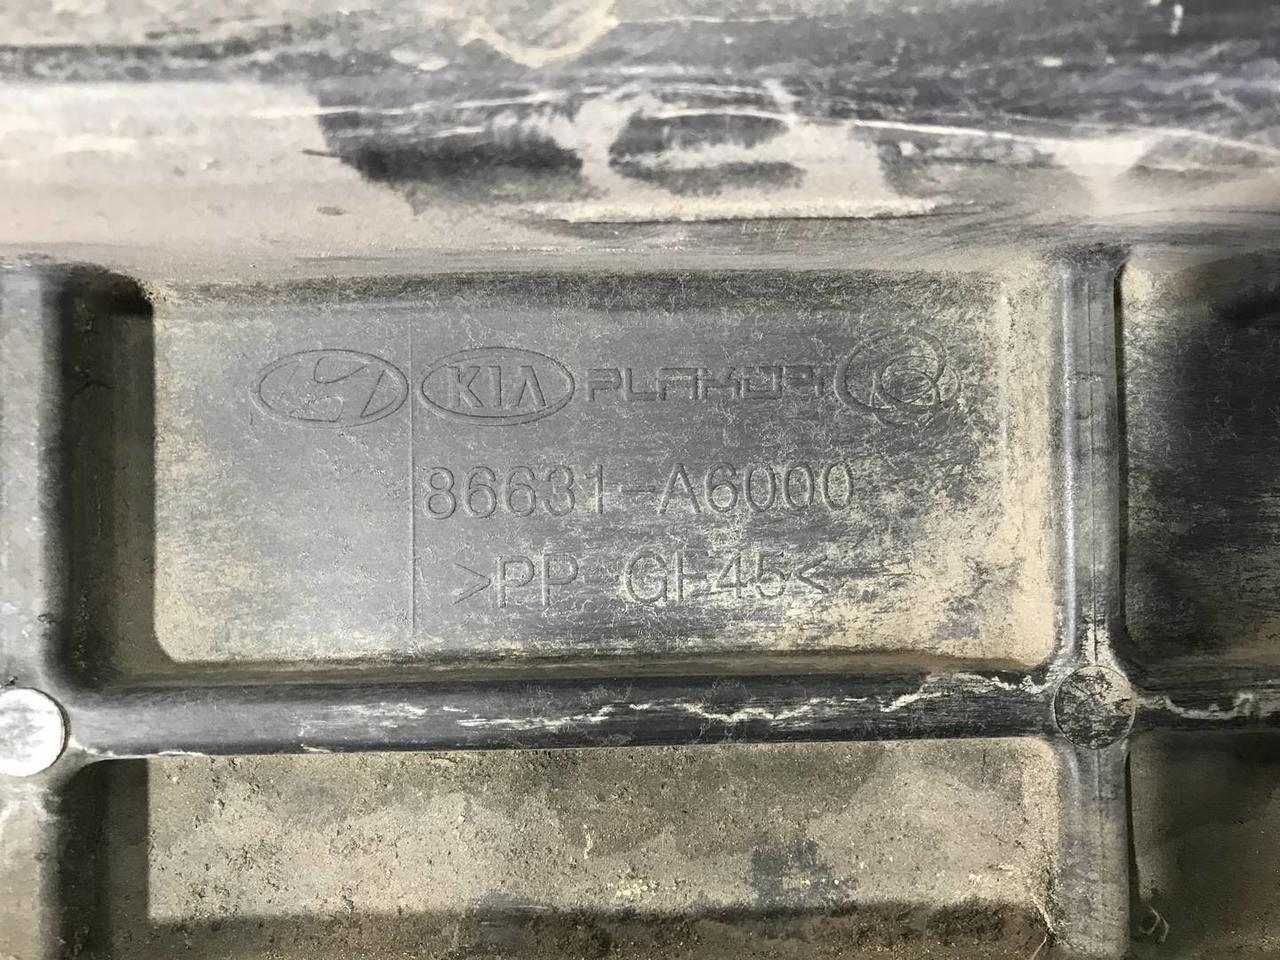 KIA PLAKOR
86631-A6000
>PP GF45<